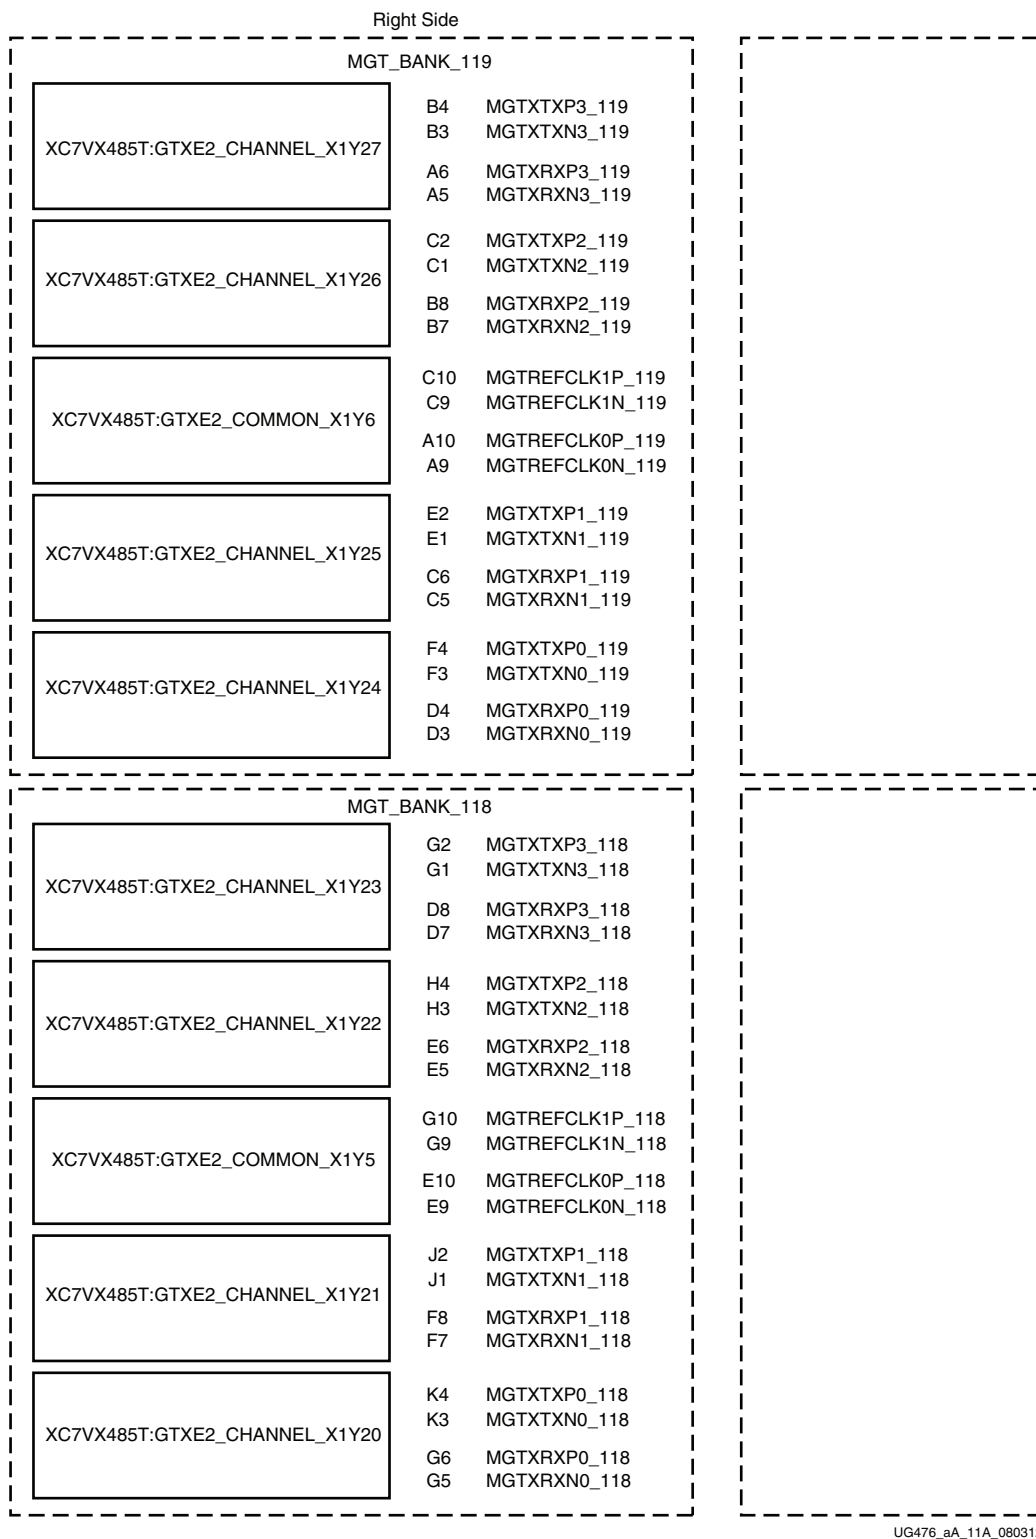 Right Side
MGT_BANK_119
XC7VX485T:GTXE2_CHANNEL_X1Y27
B4 MGTXTXP3_119
B3 MGTXTXN3_119
A6 MGTXRXP3_119
A5 MGTXRXN3_119
XC7VX485T:GTXE2_CHANNEL_X1Y26
C2 MGTXTXP2_119
C1 MGTXTXN2_119
B8 MGTXRXP2_119
B7 MGTXRXN2_119
XC7VX485T:GTXE2_COMMON_X1Y6
C10 MGTREFCLK1P_119
C9 MGTREFCLK1N_119
A10 MGTREFCLK0P_119
A9 MGTREFCLK0N_119
XC7VX485T:GTXE2_CHANNEL_X1Y25
E2 MGTXTXP1_119
E1 MGTXTXN1_119
C6 MGTXRXP1_119
C5 MGTXRXN1_119
XC7VX485T:GTXE2_CHANNEL_X1Y24
F4 MGTXTXP0_119
F3 MGTXTXN0_119
D4 MGTXRXP0_119
D3 MGTXRXN0_119
MGT_BANK_118
XC7VX485T:GTXE2_CHANNEL_X1Y23
G2 MGTXTXP3_118
G1 MGTXTXN3_118
D8 MGTXRXP3_118
D7 MGTXRXN3_118
XC7VX485T:GTXE2_CHANNEL_X1Y22
H4 MGTXTXP2_118
H3 MGTXTXN2_118
E6 MGTXRXP2_118
E5 MGTXRXN2_118
XC7VX485T:GTXE2_COMMON_X1Y5
G10 MGTREFCLK1P_118
G9 MGTREFCLK1N_118
E10 MGTREFCLK0P_118
E9 MGTREFCLK0N_118
XC7VX485T:GTXE2_CHANNEL_X1Y21
J2 MGTXTXP1_118
J1 MGTXTXN1_118
F8 MGTXRXP1_118
F7 MGTXRXN1_118
XC7VX485T:GTXE2_CHANNEL_X1Y20
K4 MGTXTXP0_118
K3 MGTXTXN0_118
G6 MGTXRXP0_118
G5 MGTXRXN0_118
UG476_aA_11A_08031